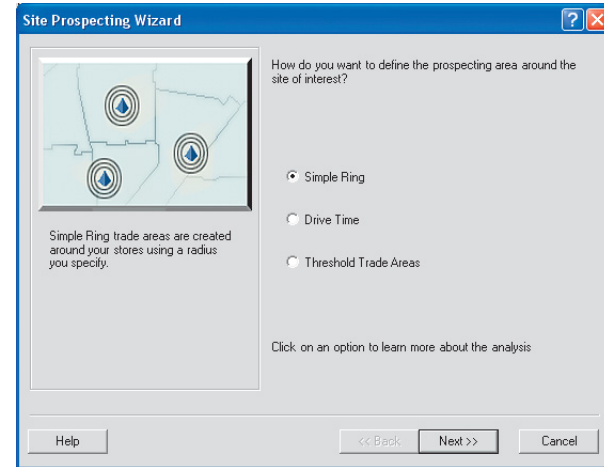 Site Prospecting Wizard
How do you want to define the prospecting area around the
site of interest?
Simple Ring
Drive Time
Threshold Trade Areas
Simple Ring trade areas are created
around your stores using a radius
you specify.
Click on an option to learn more about the analysis
Help
<< Back
Next >>
Cancel